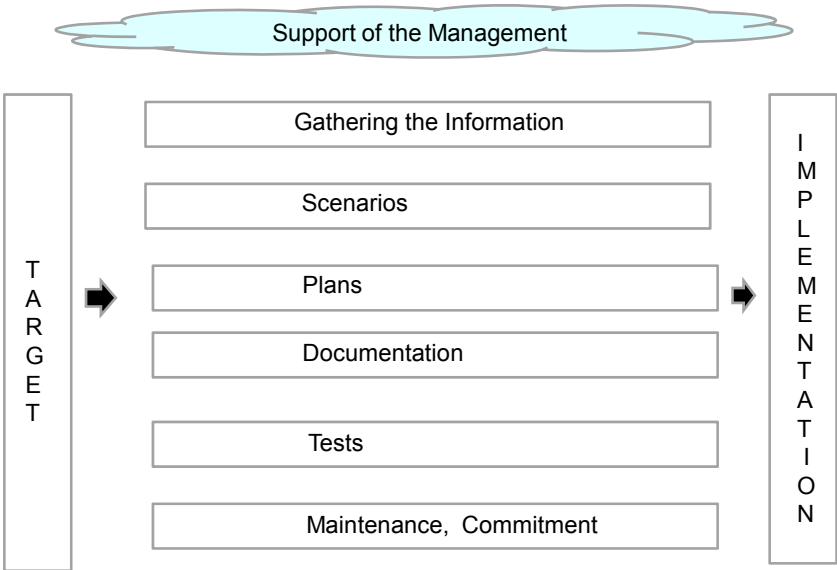 Support of the Management
TARGET
Gathering the Information
Scenarios
Plans
Documentation
Tests
Maintenance, Commitment
IMPLEMENTATION